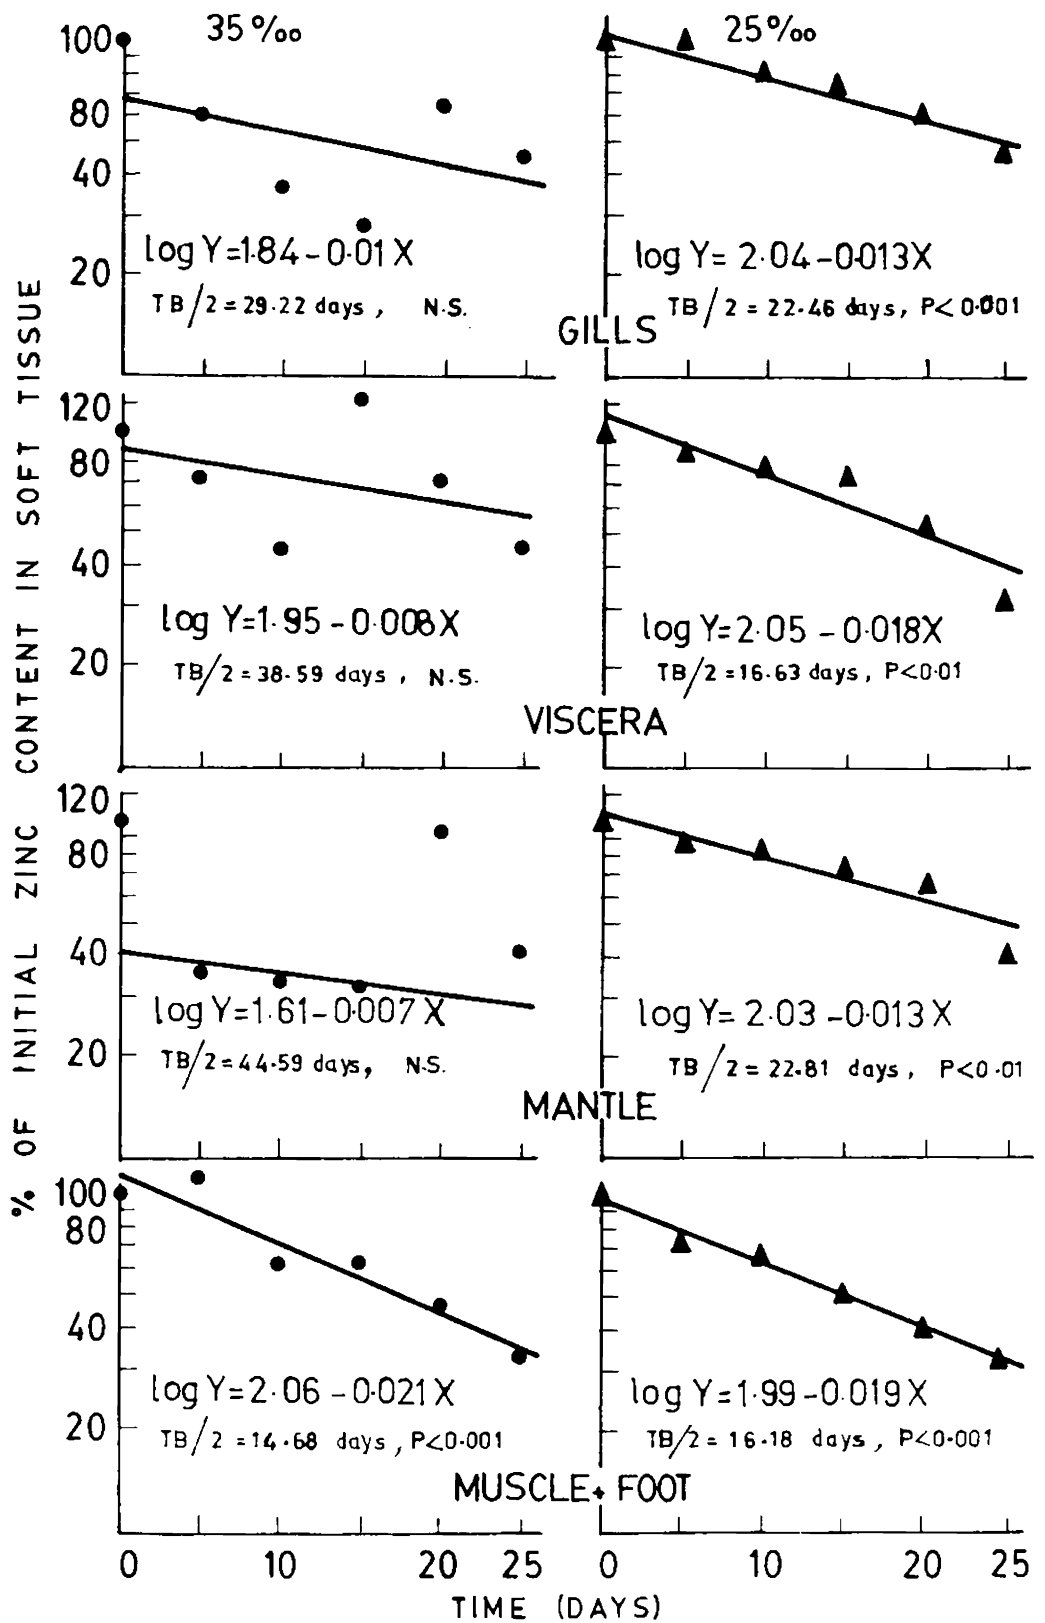 35‰ 25‰
100
80
40
20
log Y=1.84-0.01X
TB/2=29.22 days, N.S.
log Y= 2.04-0.013X
TB/2=22.46 days, P<0.001
GILLS
120
80
40
20
log Y=1.95-0.008X
TB/2=38.59 days, N.S.
log Y=2.05-0.018X
TB/2=16.63 days, P<0.01
VISCERA
120
80
40
20
log Y=1.61-0.007X
TB/2=44.59 days, N.S.
log Y= 2.03-0.013X
TB/2=22.81 days, P<0.01
MANTLE
100
80
40
20
log Y=2.06-0.021X
TB/2=14.68 days, P<0.001
log Y=1.99-0.019X
TB/2=16.18 days, P<0.001
MUSCLE+FOOT
0 10 20 25 0 10 20 25
TIME (DAYS)
% OF INITIAL ZINC CONTENT IN SOFT TISSUE